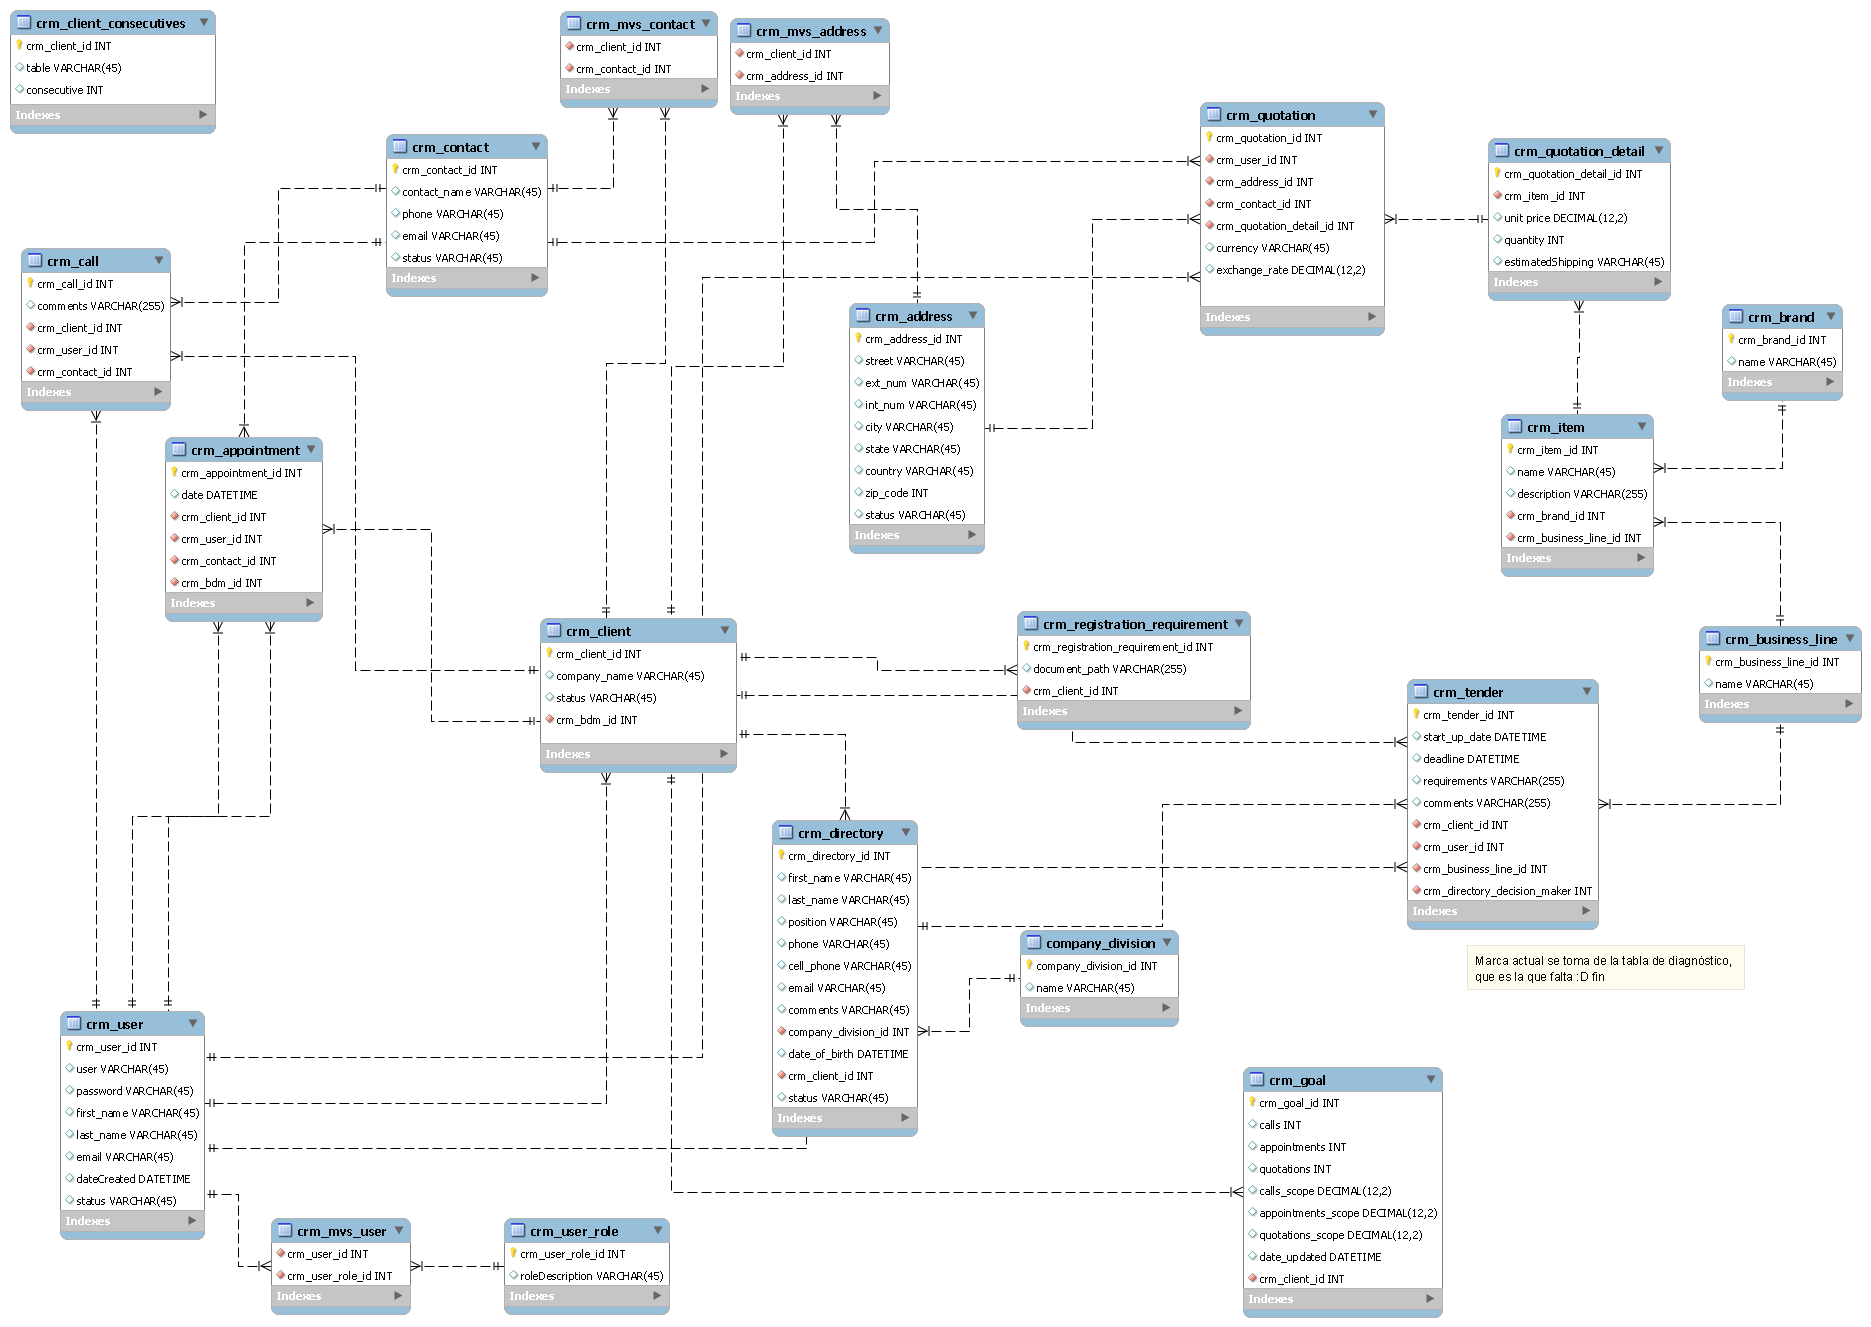 crm_client_consecutives
crm_client_id INT
table VARCHAR(45)
consecutive INT
Indexes
crm_mvs_contact
crm_client_id INT
crm_contact_id INT
Indexes
crm_mvs_address
crm_client_id INT
crm_address_id INT
Indexes
crm_contact
crm_contact_id INT
contact_name VARCHAR(45)
phone VARCHAR(45)
email VARCHAR(45)
status VARCHAR(45)
Indexes
crm_quotation
crm_quotation_id INT
crm_user_id INT
crm_address_id INT
crm_contact_id INT
crm_quotation_detail_id INT
currency VARCHAR(45)
exchange_rate DECIMAL(12,2)
Indexes
crm_quotation_detail
crm_quotation_detail_id INT
crm_item_id INT
unit price DECIMAL(12,2)
quantity INT
estimatedShipping VARCHAR(45)
Indexes
crm_call
crm_call_id INT
comments VARCHAR(255)
crm_client_id INT
crm_user_id INT
crm_contact_id INT
Indexes
crm_address
crm_address_id INT
street VARCHAR(45)
ext_num VARCHAR(45)
int_num VARCHAR(45)
city VARCHAR(45)
state VARCHAR(45)
country VARCHAR(45)
zip_code INT
status VARCHAR(45)
Indexes
crm_brand
crm_brand_id INT
name VARCHAR(45)
Indexes
crm_item
crm_item_id INT
name VARCHAR(45)
description VARCHAR(255)
crm_brand_id INT
crm_business_line_id INT
Indexes
crm_appointment
crm_appointment_id INT
date DATETIME
crm_client_id INT
crm_user_id INT
crm_contact_id INT
crm_bdm_id INT
Indexes
crm_client
crm_client_id INT
company_name VARCHAR(45)
status VARCHAR(45)
crm_bdm_id INT
Indexes
crm_registration_requirement
crm_registration_requirement_id INT
document_path VARCHAR(255)
crm_client_id INT
Indexes
crm_business_line
crm_business_line_id INT
name VARCHAR(45)
Indexes
crm_tender
crm_tender_id INT
start_up_date DATETIME
deadline DATETIME
requirements VARCHAR(255)
comments VARCHAR(255)
crm_client_id INT
crm_user_id INT
crm_business_line_id INT
crm_directory_decision_maker INT
Indexes
crm_directory
crm_directory_id INT
first_name VARCHAR(45)
last_name VARCHAR(45)
position VARCHAR(45)
phone VARCHAR(45)
cell_phone VARCHAR(45)
email VARCHAR(45)
comments VARCHAR(45)
company_division_id INT
date_of_birth DATETIME
crm_client_id INT
status VARCHAR(45)
Indexes
company_division
company_division_id INT
name VARCHAR(45)
Indexes
Marca actual se toma de la tabla de diagnóstico,
que es la que falta :D fin
crm_user
crm_user_id INT
user VARCHAR(45)
password VARCHAR(45)
first_name VARCHAR(45)
last_name VARCHAR(45)
email VARCHAR(45)
dateCreated DATETIME
status VARCHAR(45)
Indexes
crm_goal
crm_goal_id INT
calls INT
appointments INT
quotations INT
calls_scope DECIMAL(12,2)
appointments_scope DECIMAL(12,2)
quotations_scope DECIMAL(12,2)
date_updated DATETIME
crm_client_id INT
Indexes
crm_mvs_user
crm_user_id INT
crm_user_role_id INT
Indexes
crm_user_role
crm_user_role_id INT
roleDescription VARCHAR(45)
Indexes